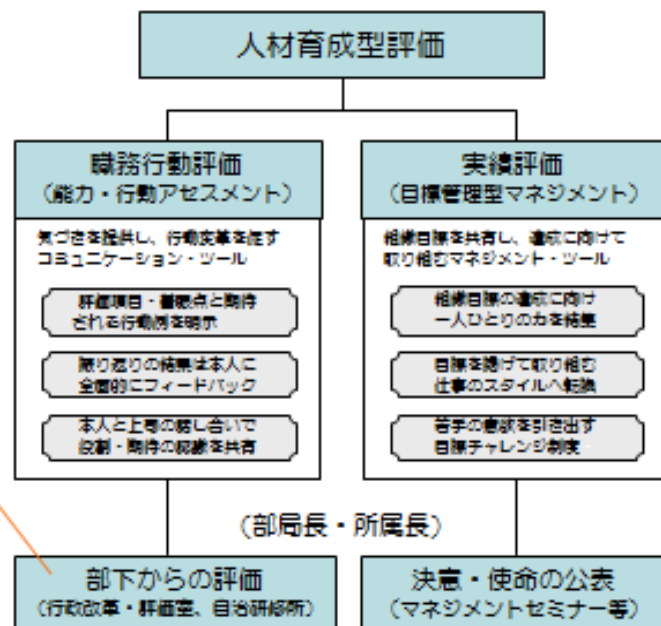 人材育成型評価
職務行動評価
（能力・行動アセスメント）
気づきを提供し、行動変革を促す
コミュニケーション・ツール
評価項目・着眼点と期待
される行動例を明示
振り返りの結果は本人に
全面的にフィードバック
本人と上司の話し合いで
役割・期待の認識を共有
実績評価
（目標管理型マネジメント）
組織目標を共有し、達成に向けて
取り組むマネジメント・ツール
組織目標の達成に向け
一人ひとりの力を結集
目標を掲げて取り組む
仕事のスタイルへ転換
若手の意欲を引き出す
目標チャレンジ制度
（部局長・所属長）
部下からの評価
（行政改革・評価室、自治研修所）
決意・使命の公表
（マネジメントセミナー等）